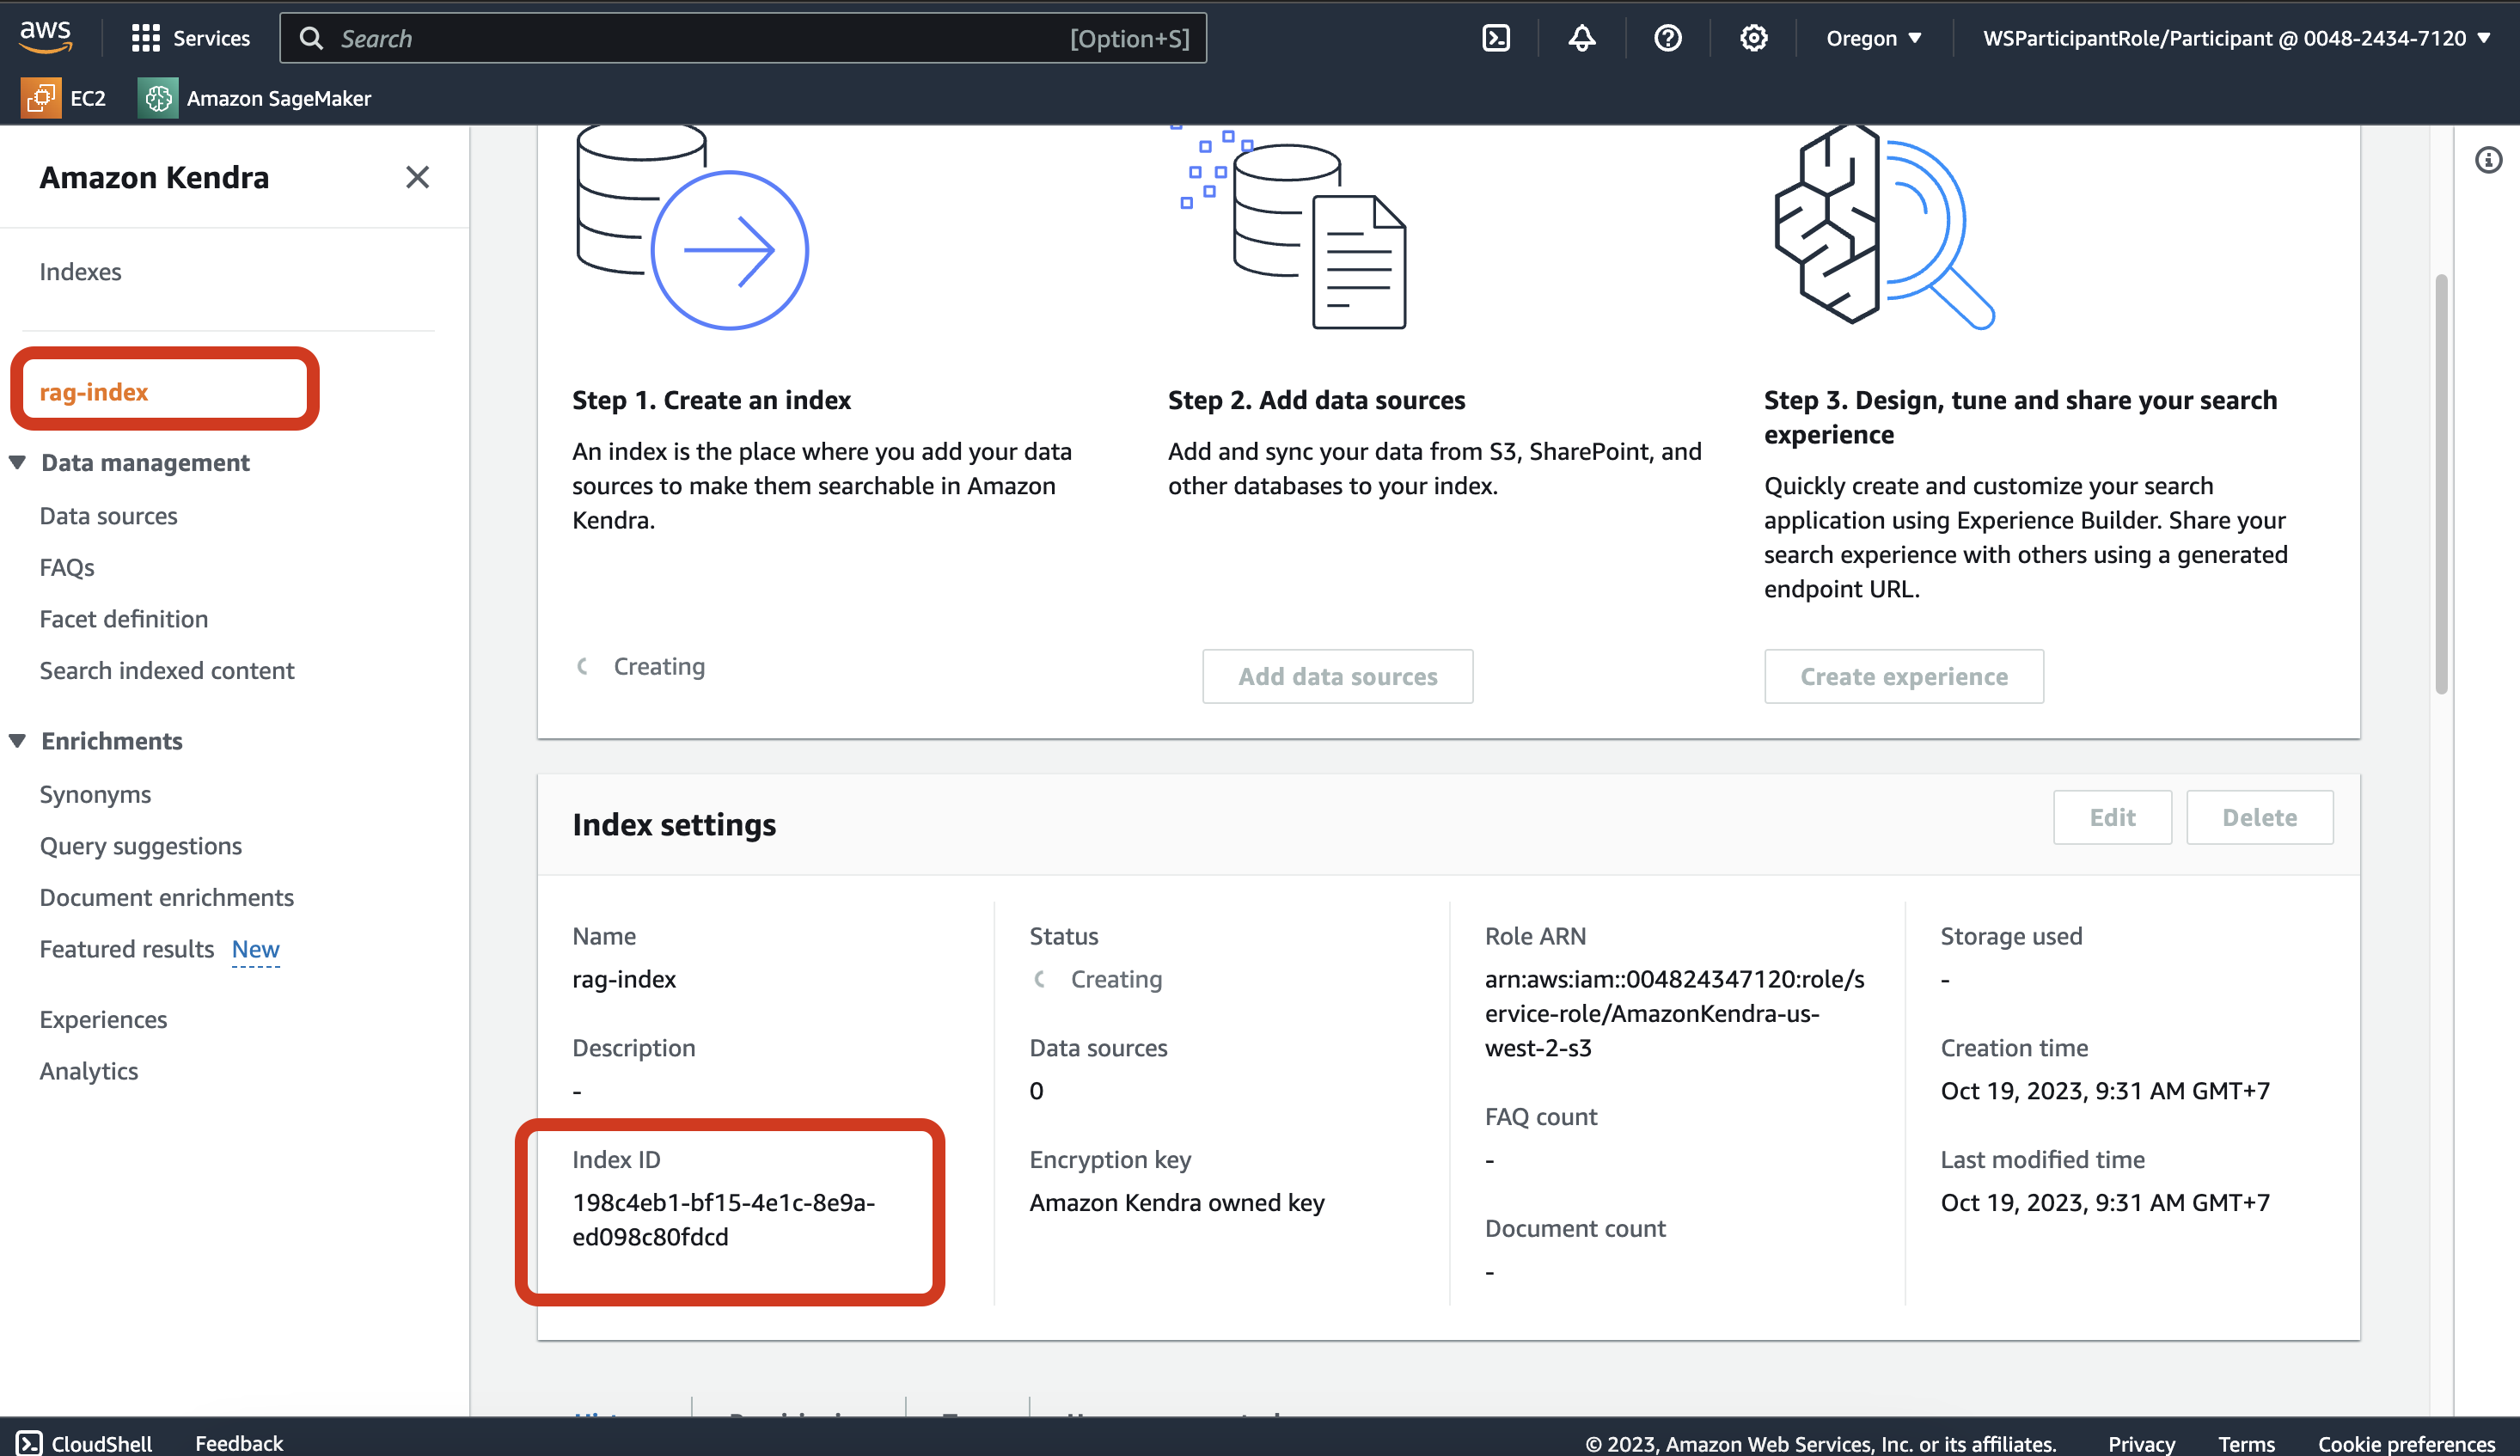 aws
Services
Search
[Option+S]
Oregon
WSParticipantRole/Participant @ 0048-2434-7120
EC2
Amazon SageMaker
Amazon Kendra
Indexes
rag-index
Data management
Data sources
FAQs
Facet definition
Search indexed content
Enrichments
Synonyms
Query suggestions
Document enrichments
Featured results New
Experiences
Analytics
Step 1. Create an index
An index is the place where you add your data
sources to make them searchable in Amazon
Kendra.
Creating
Step 2. Add data sources
Add and sync your data from S3, SharePoint, and
other databases to your index.
Add data sources
Step 3. Design, tune and share your search
experience
Quickly create and customize your search
application using Experience Builder. Share your
search experience with others using a generated
endpoint URL.
Create experience
Index settings
Edit
Delete
Name
rag-index
Description
-
Index ID
198c4eb1-bf15-4e1c-8e9a-
ed098c80fdcd
Status
Creating
Data sources
0
Encryption key
Amazon Kendra owned key
Role ARN
arn:aws:iam::004824347120:role/s
ervice-role/AmazonKendra-us-
west-2-s3
FAQ count
-
Document count
-
Storage used
-
Creation time
Oct 19, 2023, 9:31 AM GMT+7
Last modified time
Oct 19, 2023, 9:31 AM GMT+7
CloudShell
Feedback
© 2023, Amazon Web Services, Inc. or its affiliates.
Privacy
Terms
Cookie preferences